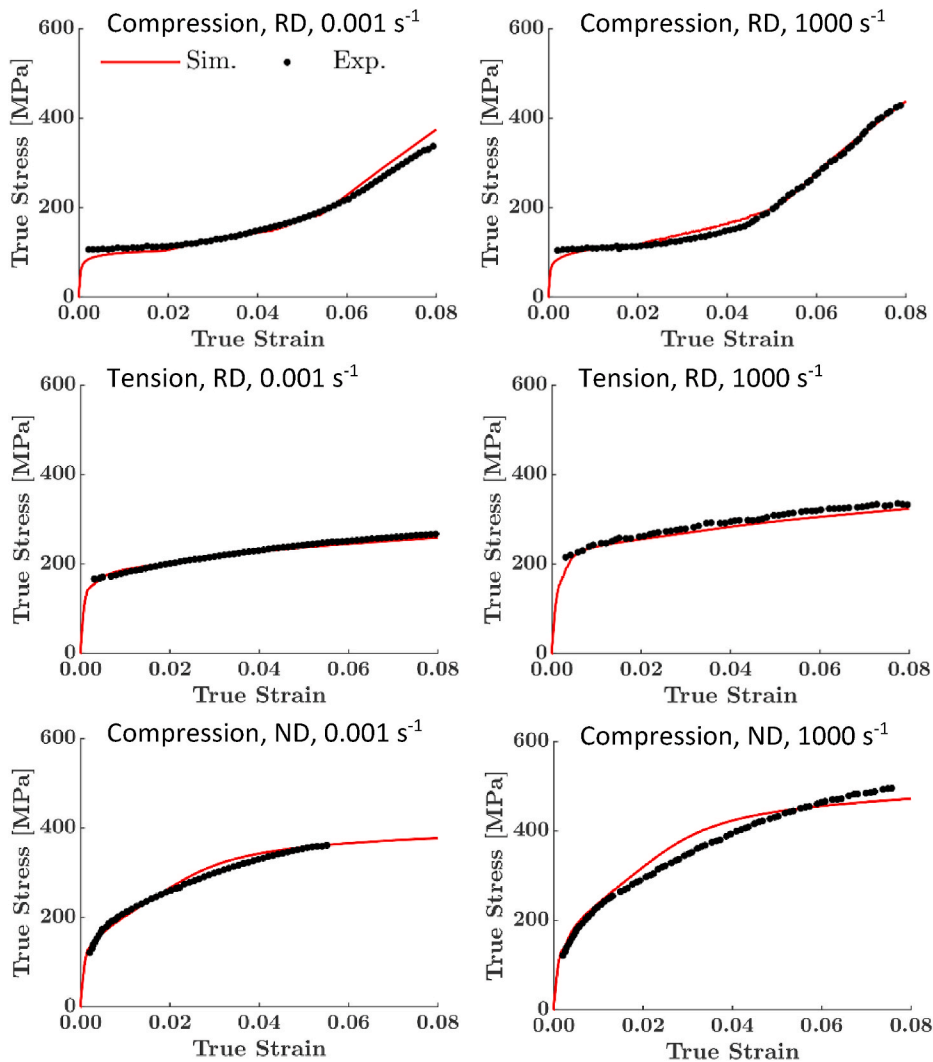 Compression, RD, 0.001 s⁻¹
600
Sim. Exp.
400
200
0
0.00 0.02 0.04 0.06 0.08
True Strain
True Stress [MPa]
Compression, RD, 1000 s⁻¹
600
400
200
0
0.00 0.02 0.04 0.06 0.08
True Strain
True Stress [MPa]
Tension, RD, 0.001 s⁻¹
600
400
200
0
0.00 0.02 0.04 0.06 0.08
True Strain
True Stress [MPa]
Tension, RD, 1000 s⁻¹
600
400
200
0
0.00 0.02 0.04 0.06 0.08
True Strain
True Stress [MPa]
Compression, ND, 0.001 s⁻¹
600
400
200
0
0.00 0.02 0.04 0.06 0.08
True Strain
True Stress [MPa]
Compression, ND, 1000 s⁻¹
600
400
200
0
0.00 0.02 0.04 0.06 0.08
True Strain
True Stress [MPa]